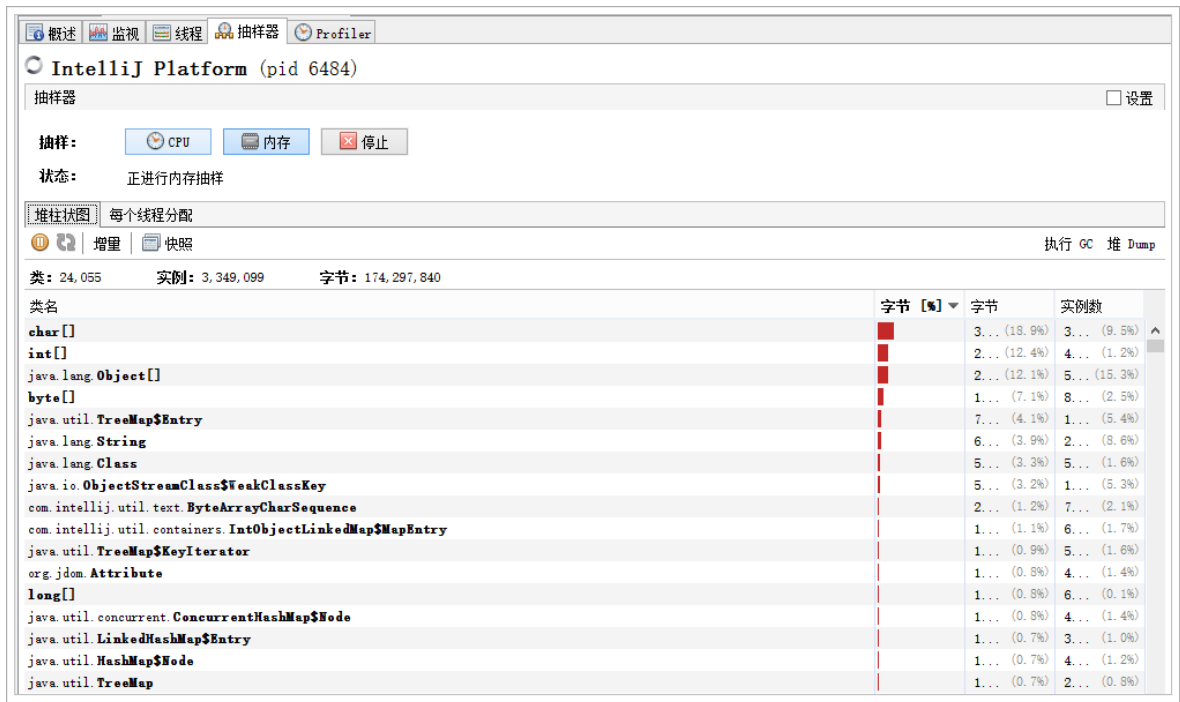 概述 监视 线程 抽样器 Profiler
IntelliJ Platform (pid 6484)
抽样器 设置
抽样: CPU 内存 停止
状态: 正进行内存抽样
堆柱状图 每个线程分配
增量 快照 执行 GC 堆 Dump
类: 24,055 实例: 3,349,099 字节: 174,297,840
类名 字节 [%] 字节 实例数
char[] 3... (18.9%) 3... (9.5%)
int[] 2... (12.4%) 4... (1.2%)
java.lang.Object[] 2... (12.1%) 5... (15.3%)
byte[] 1... (7.1%) 8... (2.5%)
java.util.TreeMap$Entry 7... (4.1%) 1... (5.4%)
java.lang.String 6... (3.9%) 2... (8.6%)
java.lang.Class 5... (3.3%) 5... (1.6%)
java.io.ObjectStreamClass$WeakClassKey 5... (3.2%) 1... (5.3%)
com.intellij.util.text.ByteArrayCharSequence 2... (1.2%) 7... (2.1%)
com.intellij.util.containers.IntObjectLinkedMap$MapEntry 1... (1.1%) 6... (1.7%)
java.util.TreeMap$KeyIterator 1... (0.9%) 5... (1.6%)
org.jdom.Attribute 1... (0.8%) 4... (1.4%)
long[] 1... (0.8%) 6... (0.1%)
java.util.concurrent.ConcurrentHashMap$Node 1... (0.8%) 4... (1.4%)
java.util.LinkedHashMap$Entry 1... (0.7%) 3... (1.0%)
java.util.HashMap$Node 1... (0.7%) 4... (1.2%)
java.util.TreeMap 1... (0.7%) 2... (0.8%)